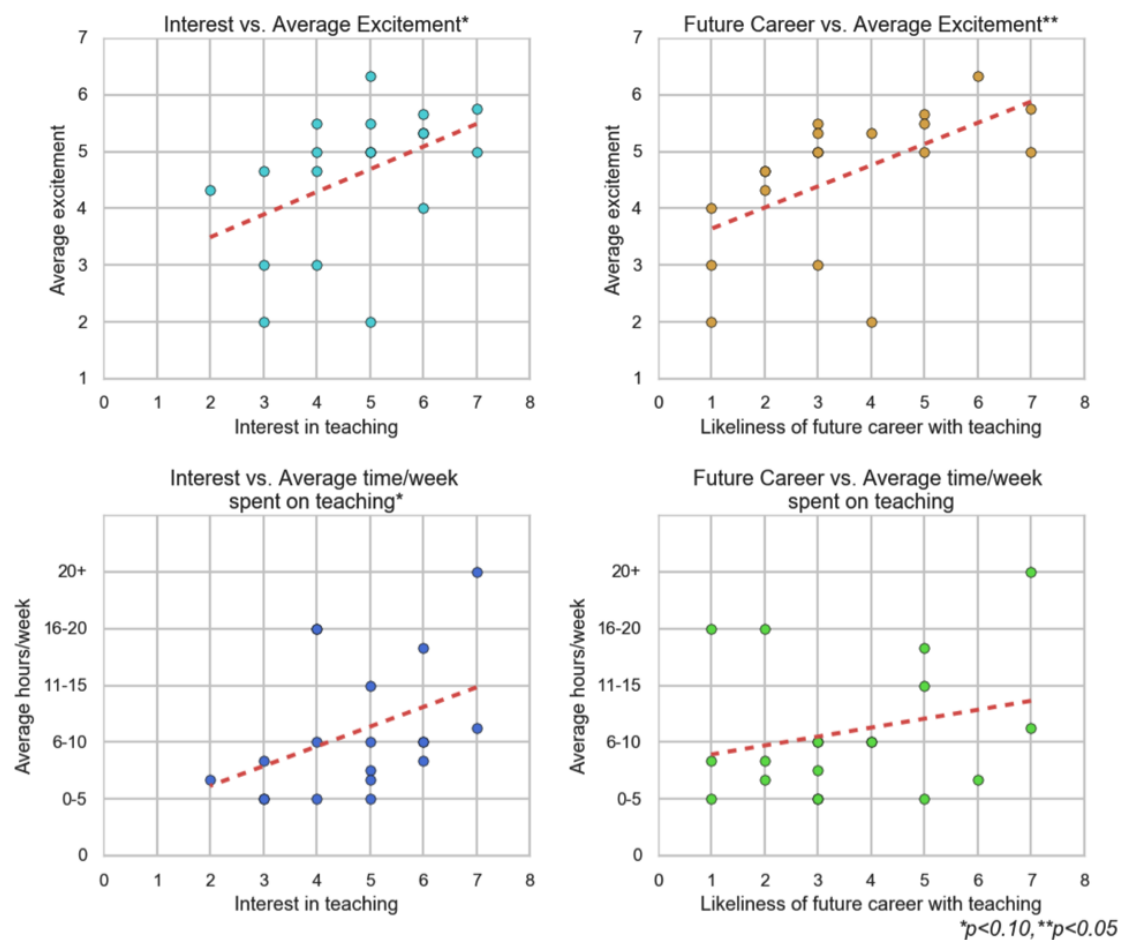 Interest vs. Average Excitement*
7
6
5
4
3
2
1
Average excitement
0 1 2 3 4 5 6 7 8
Interest in teaching
Future Career vs. Average Excitement**
7
6
5
4
3
2
1
Average excitement
0 1 2 3 4 5 6 7 8
Likeliness of future career with teaching
Interest vs. Average time/week
spent on teaching*
20+
16-20
11-15
6-10
0-5
0
Average hours/week
0 1 2 3 4 5 6 7 8
Interest in teaching
Future Career vs. Average time/week
spent on teaching
20+
16-20
11-15
6-10
0-5
0
Average hours/week
0 1 2 3 4 5 6 7 8
Likeliness of future career with teaching
*p<0.10,**p<0.05